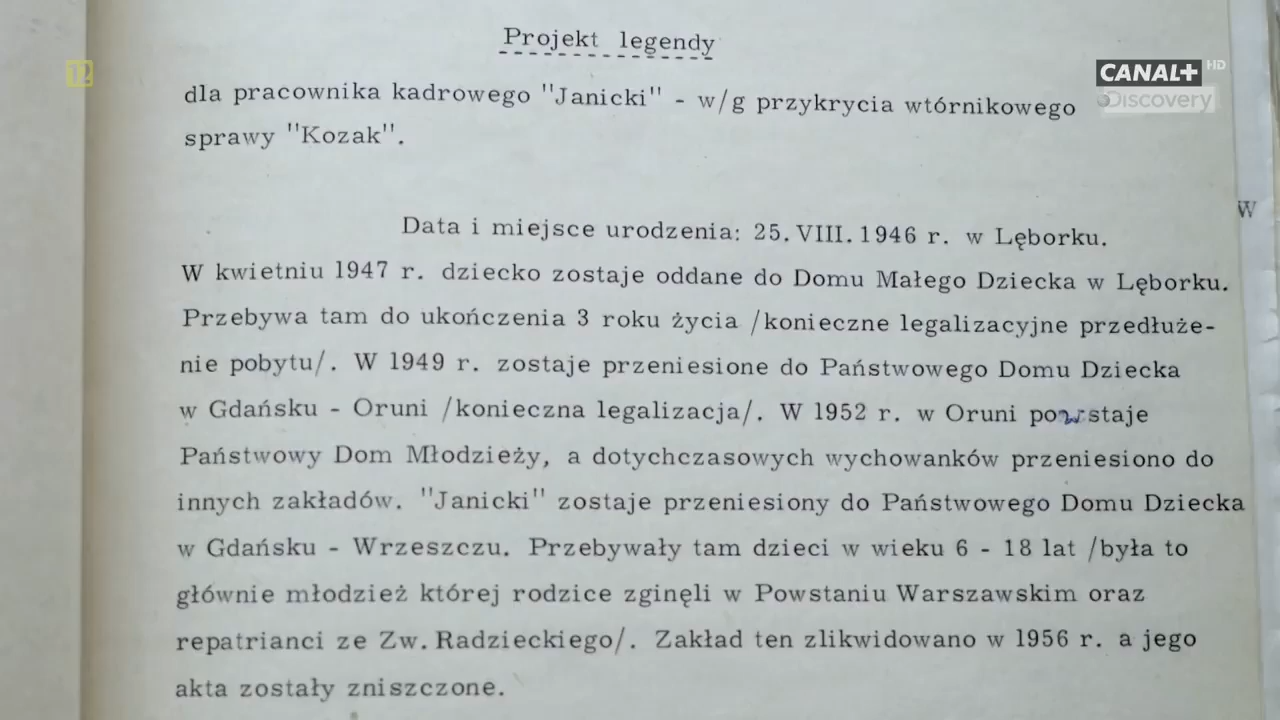 Projekt legendy
dla pracownika kadrowego "Janicki" - w/g przykrycia wtórnikowego
sprawy "Kozak".
Data i miejsce urodzenia: 25. VIII. 1946 r. w Lęborku.
W kwietniu 1947 r. dziecko zostaje oddane do Domu Małego Dziecka w Lęborku.
Przebywa tam do ukończenia 3 roku życia /konieczne legalizacyjne przedłuże-
nie pobytu/. W 1949 r. zostaje przeniesione do Państwowego Domu Dziecka
w Gdańsku - Oruni /konieczna legalizacja/. W 1952 r. w Oruni powstaje
Państwowy Dom Młodzieży, a dotychczasowych wychowanków przeniesiono do
innych zakładów. "Janicki" zostaje przeniesiony do Państwowego Domu Dziecka
w Gdańsku - Wrzeszczu. Przebywały tam dzieci w wieku 6 - 18 lat /była to
głównie młodzież której rodzice zginęli w Powstaniu Warszawskim oraz
repatrianci ze Zw. Radzieckiego/. Zakład ten zlikwidowano w 1956 r. a jego
akta zostały zniszczone.
12
CANAL+ HD
Discovery
W